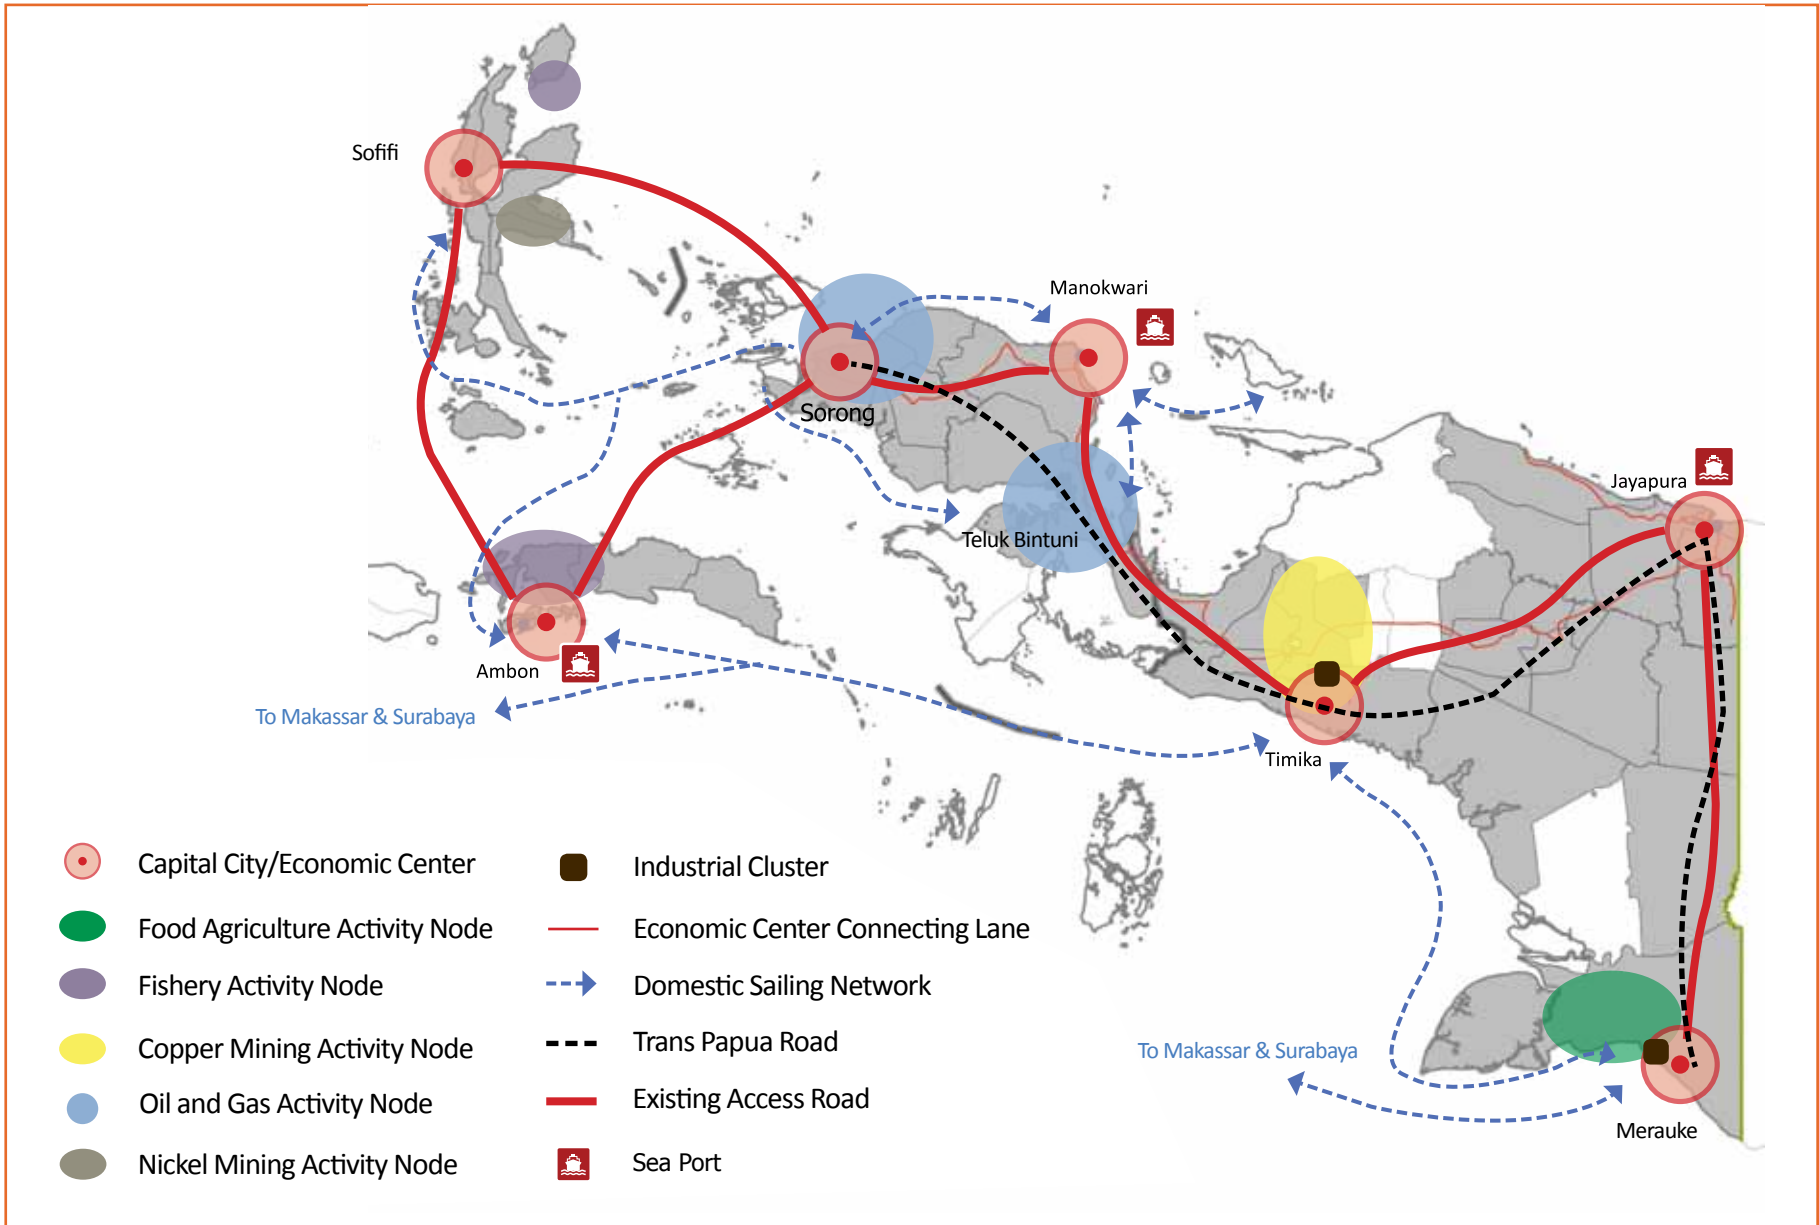 Sofifi
Manokwari
Sorong
Jayapura
Teluk Bintuni
Ambon
To Makassar & Surabaya
Timika
Capital City/Economic Center
Food Agriculture Activity Node
Fishery Activity Node
Copper Mining Activity Node
Oil and Gas Activity Node
Nickel Mining Activity Node
Industrial Cluster
Economic Center Connecting Lane
Domestic Sailing Network
Trans Papua Road
Existing Access Road
Sea Port
To Makassar & Surabaya
Merauke